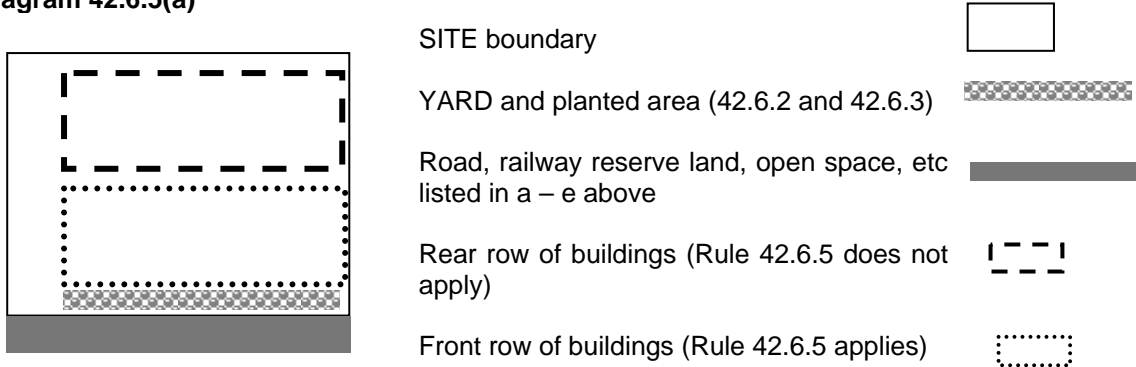 agram 42.6.5(a)
SITE boundary
YARD and planted area (42.6.2 and 42.6.3)
Road, railway reserve land, open space, etc
listed in a – e above
Rear row of buildings (Rule 42.6.5 does not
apply)
Front row of buildings (Rule 42.6.5 applies)